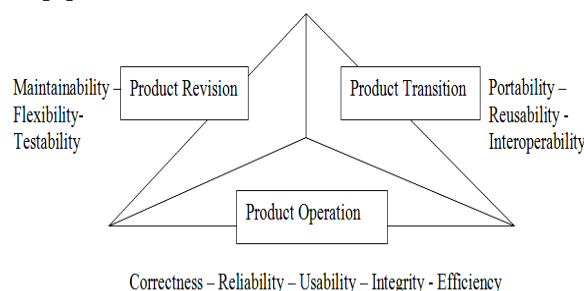 Maintainability –
Flexibility-
Testability
Product Revision
Product Transition
Portability –
Reusability -
Interoperability
Product Operation
Correctness – Reliability – Usability – Integrity - Efficiency